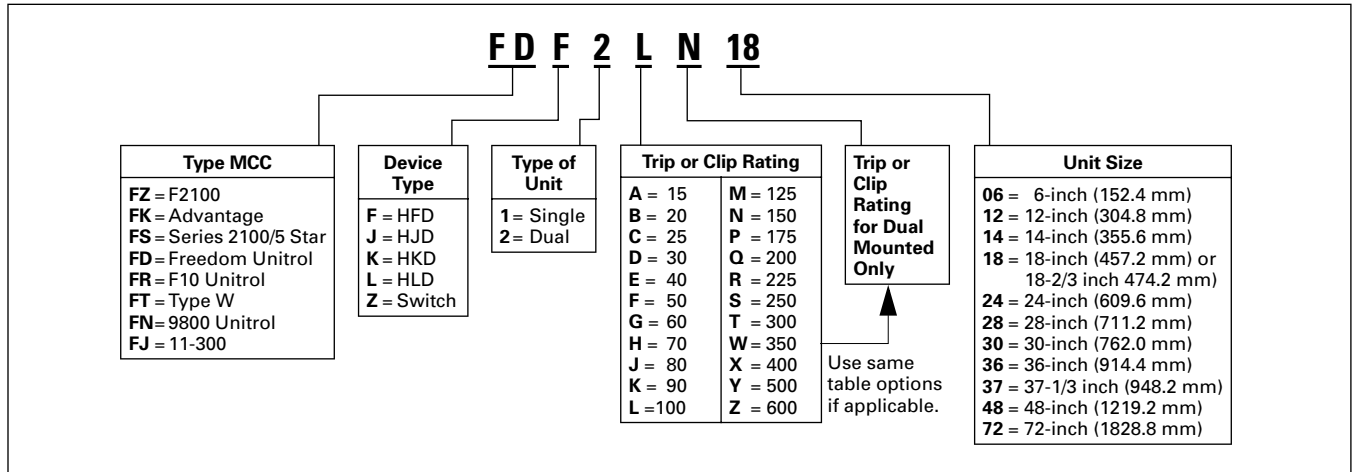 FD F 2 L N 18
Type MCC
FZ = F2100
FK = Advantage
FS = Series 2100/5 Star
FD = Freedom Unitrol
FR = F10 Unitrol
FT = Type W
FN = 9800 Unitrol
FJ = 11-300
Device
Type
F = HFD
J = HJD
K = HKD
L = HLD
Z = Switch
Type of
Unit
1 = Single
2 = Dual
Trip or Clip Rating
A = 15
B = 20
C = 25
D = 30
E = 40
F = 50
G = 60
H = 70
J = 80
K = 90
L =100
M = 125
N = 150
P = 175
Q = 200
R = 225
S = 250
T = 300
W = 350
X = 400
Y = 500
Z = 600
Trip or
Clip
Rating
for Dual
Mounted
Only
Use same
table options
if applicable.
Unit Size
06 = 6-inch (152.4 mm)
12 = 12-inch (304.8 mm)
14 = 14-inch (355.6 mm)
18 = 18-inch (457.2 mm) or
18-2/3 inch 474.2 mm)
24 = 24-inch (609.6 mm)
28 = 28-inch (711.2 mm)
30 = 30-inch (762.0 mm)
36 = 36-inch (914.4 mm)
37 = 37-1/3 inch (948.2 mm)
48 = 48-inch (1219.2 mm)
72 = 72-inch (1828.8 mm)